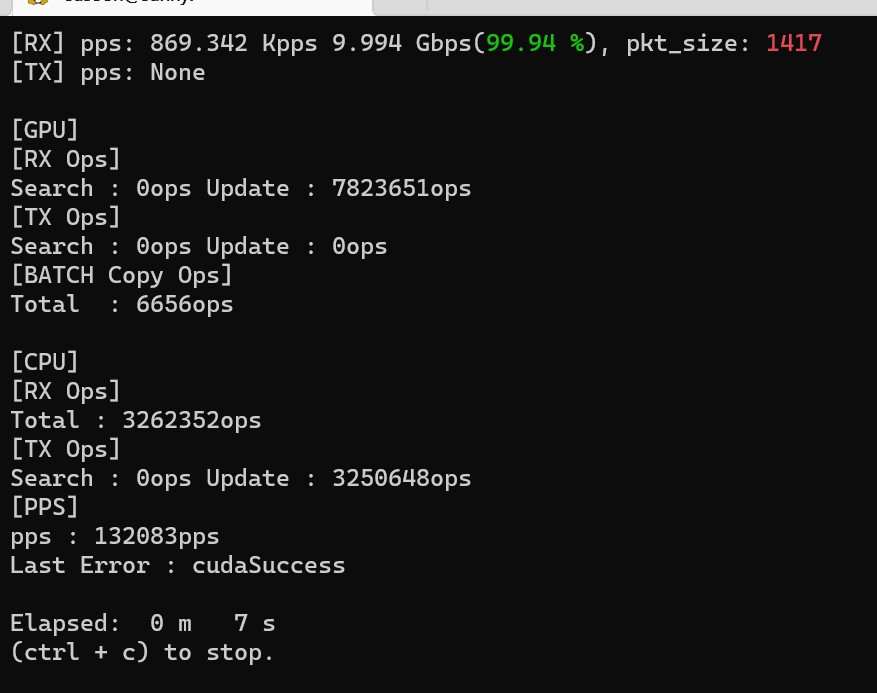 [RX] pps: 869.342 Kpps 9.994 Gbps(99.94 %), pkt_size: 1417
[TX] pps: None
[GPU]
[RX Ops]
Search : 0ops Update : 7823651ops
[TX Ops]
Search : 0ops Update : 0ops
[BATCH Copy Ops]
Total  : 6656ops
[CPU]
[RX Ops]
Total : 3262352ops
[TX Ops]
Search : 0ops Update : 3250648ops
[PPS]
pps : 132083pps
Last Error : cudaSuccess
Elapsed:  0 m   7 s
(ctrl + c) to stop.